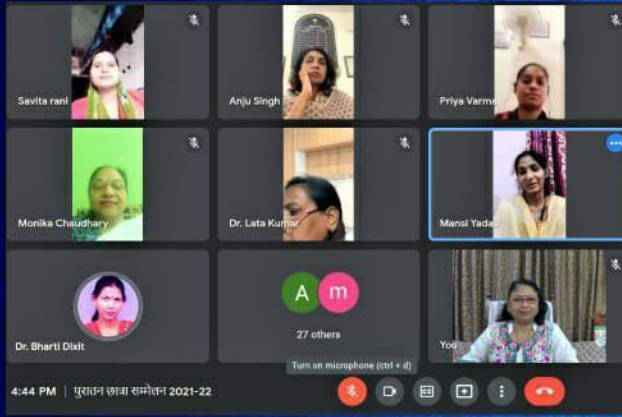 Savita rani
Anju Singh
Priya Varma
Monika Chaudhary
Dr. Lata Kumar
Mansi Yadav
Dr. Bharti Dixit
A m
27 others
You
Turn on microphone (ctrl + d)
4:44 PM | पुरातन छात्रा सम्मेलन 2021-22
CC